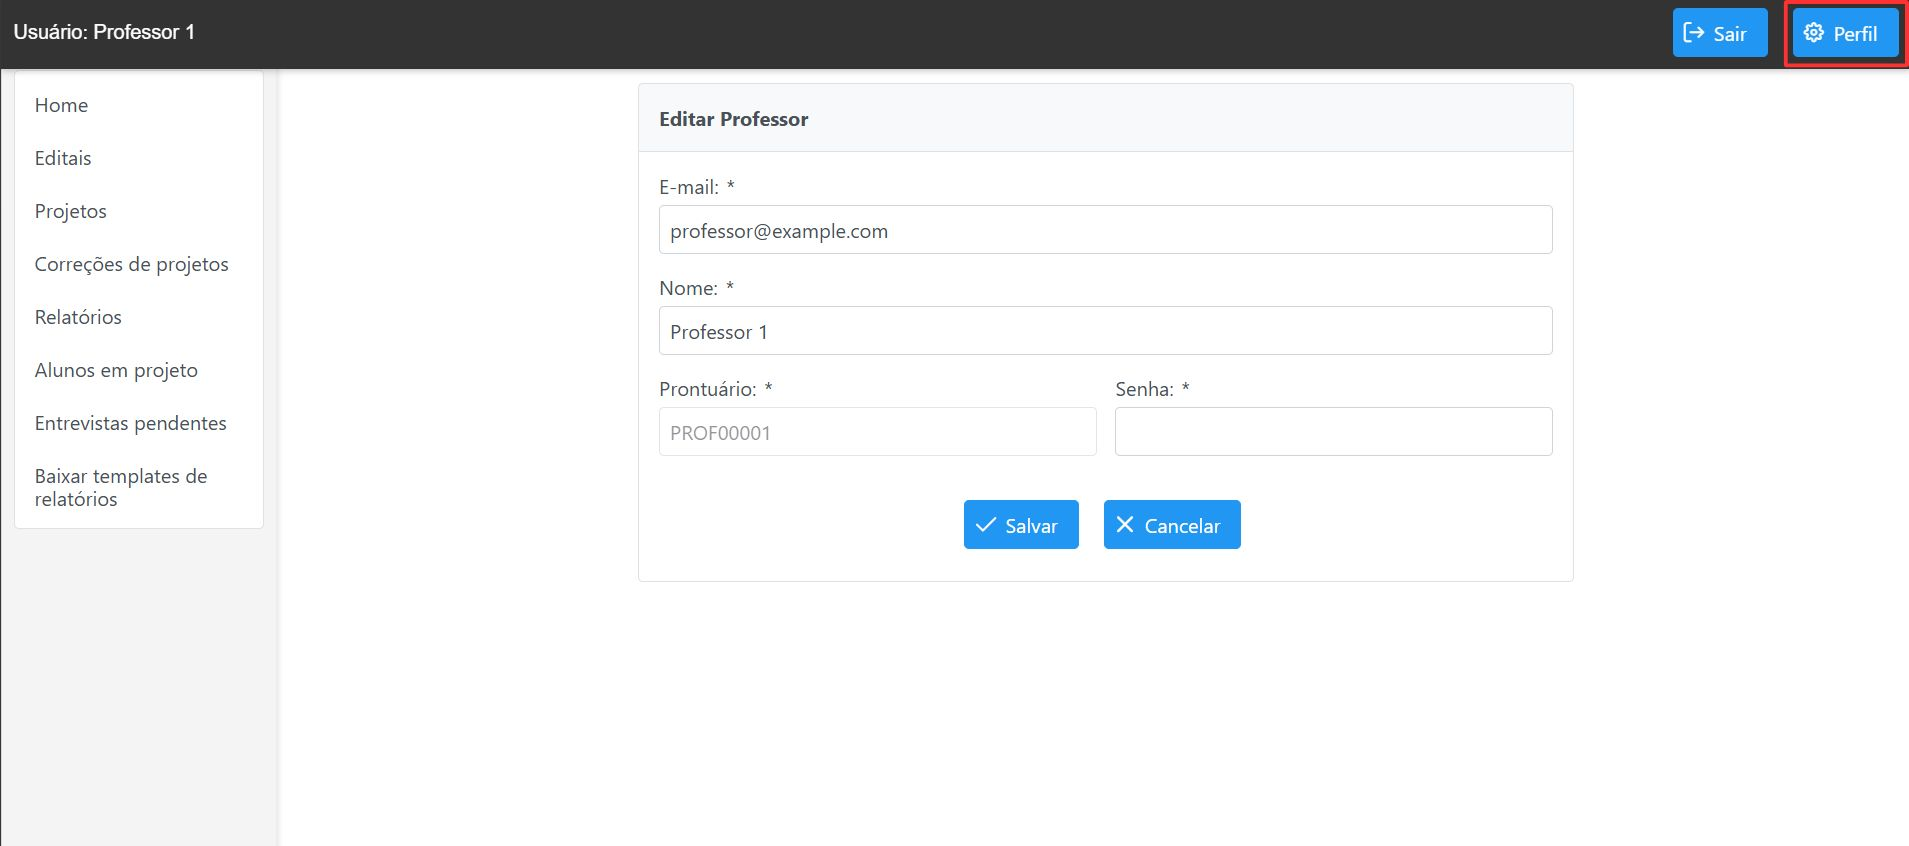 Usuário: Professor 1
Sair
Perfil
Home
Editais
Projetos
Correções de projetos
Relatórios
Alunos em projeto
Entrevistas pendentes
Baixar templates de
relatórios
Editar Professor
E-mail: *
professor@example.com
Nome: *
Professor 1
Prontuário: *
Senha: *
PROF00001
Salvar
Cancelar